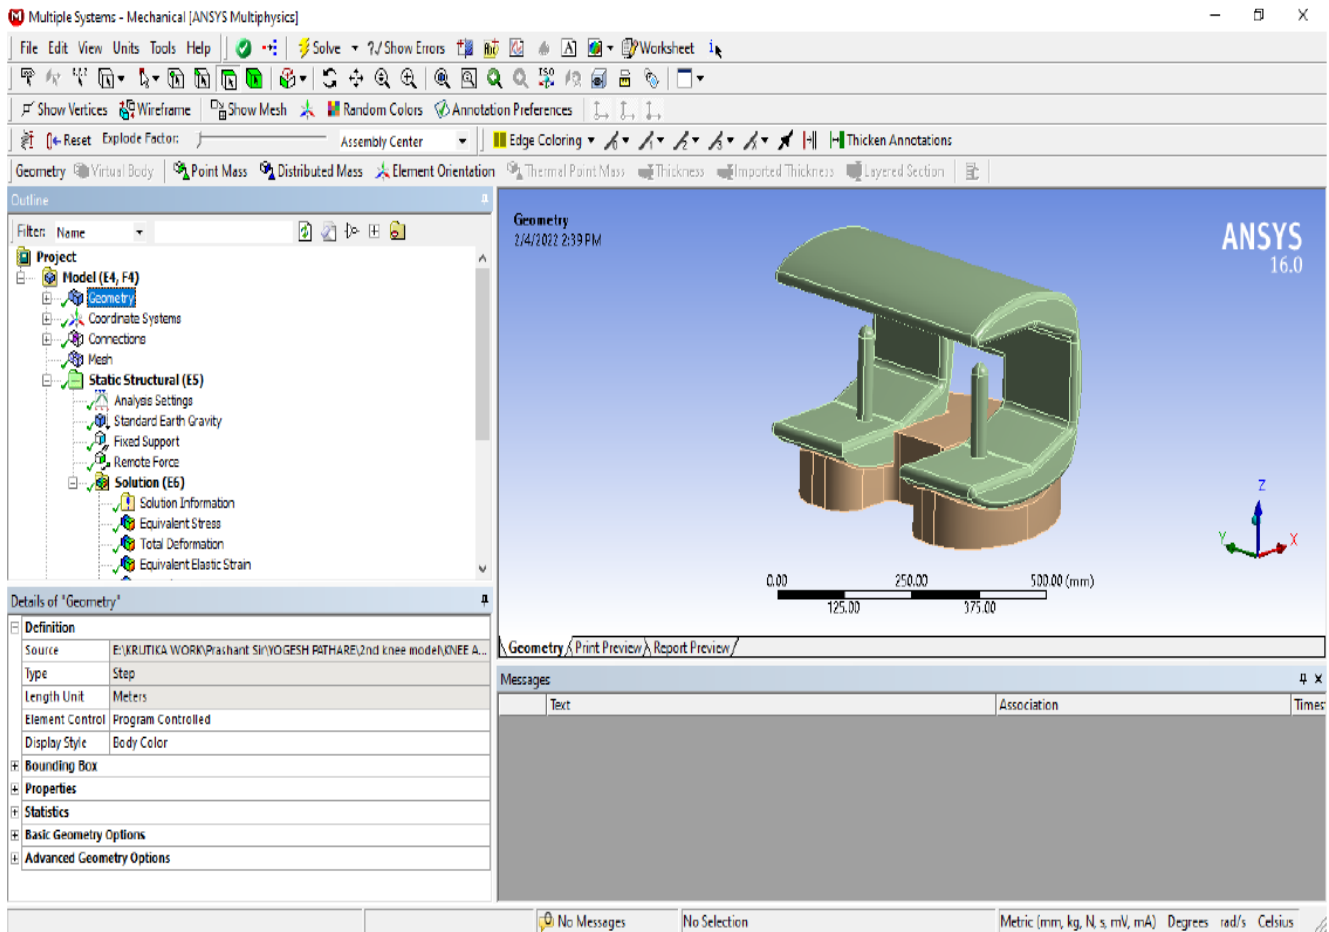 Multiple Systems - Mechanical [ANSYS Multiphysics]
File Edit View Units Tools Help Solve ?/ Show Errors Worksheet
Show Vertices Wireframe Show Mesh Random Colors Annotation Preferences
Reset Explode Factor: Assembly Center Edge Coloring Thicken Annotations
Geometry Virtual Body Point Mass Distributed Mass Element Orientation Thermal Point Mass Thickness Imported Thickness Layered Section
Outline
Filter: Name
Project
Model (E4, F4)
Geometry
Coordinate Systems
Connections
Mesh
Static Structural (E5)
Analysis Settings
Standard Earth Gravity
Fixed Support
Remote Force
Solution (E6)
Solution Information
Equivalent Stress
Total Deformation
Equivalent Elastic Strain
Details of "Geometry"
Definition
Source E:\KRUTIKA WORK\Prashant Sir\YOGESH PATHARE\2nd knee model\KNEE A...
Type Step
Length Unit Meters
Element Control Program Controlled
Display Style Body Color
Bounding Box
Properties
Statistics
Basic Geometry Options
Advanced Geometry Options
Geometry
2/4/2022 2:39 PM
ANSYS
16.0
Z
Y
X
0.00 250.00 500.00 (mm)
125.00 375.00
Geometry Print Preview Report Preview
Messages
Text Association Times
No Messages No Selection Metric (mm, kg, N, s, mV, mA) Degrees rad/s Celsius